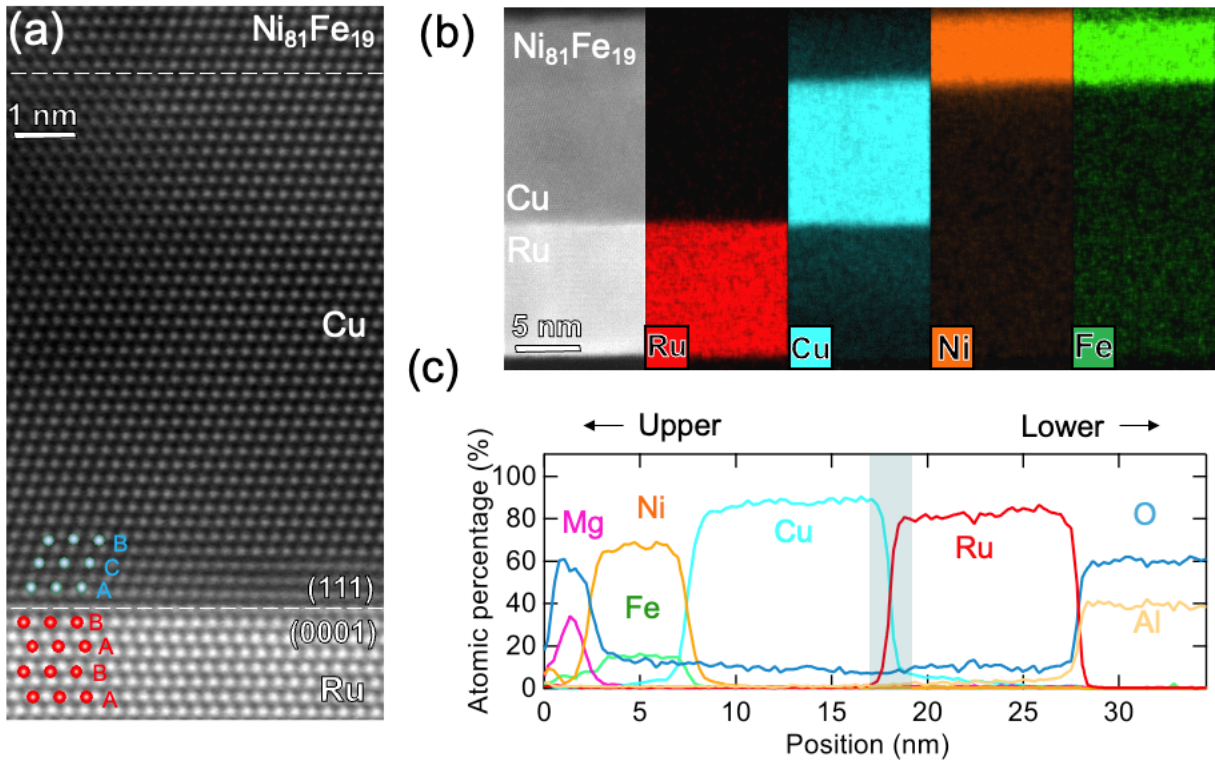 (a)
Ni81Fe19
1 nm
Cu
B
C
A
(111)
(0001)
B
A
B
A
Ru
(b)
Ni81Fe19
Cu
Ru
5 nm
Ru
Cu
Ni
Fe
(c)
← Upper
Lower →
Atomic percentage (%)
100
80
60
40
20
0
Mg
Ni
Fe
Cu
Ru
O
Al
0
5
10
15
20
25
30
Position (nm)